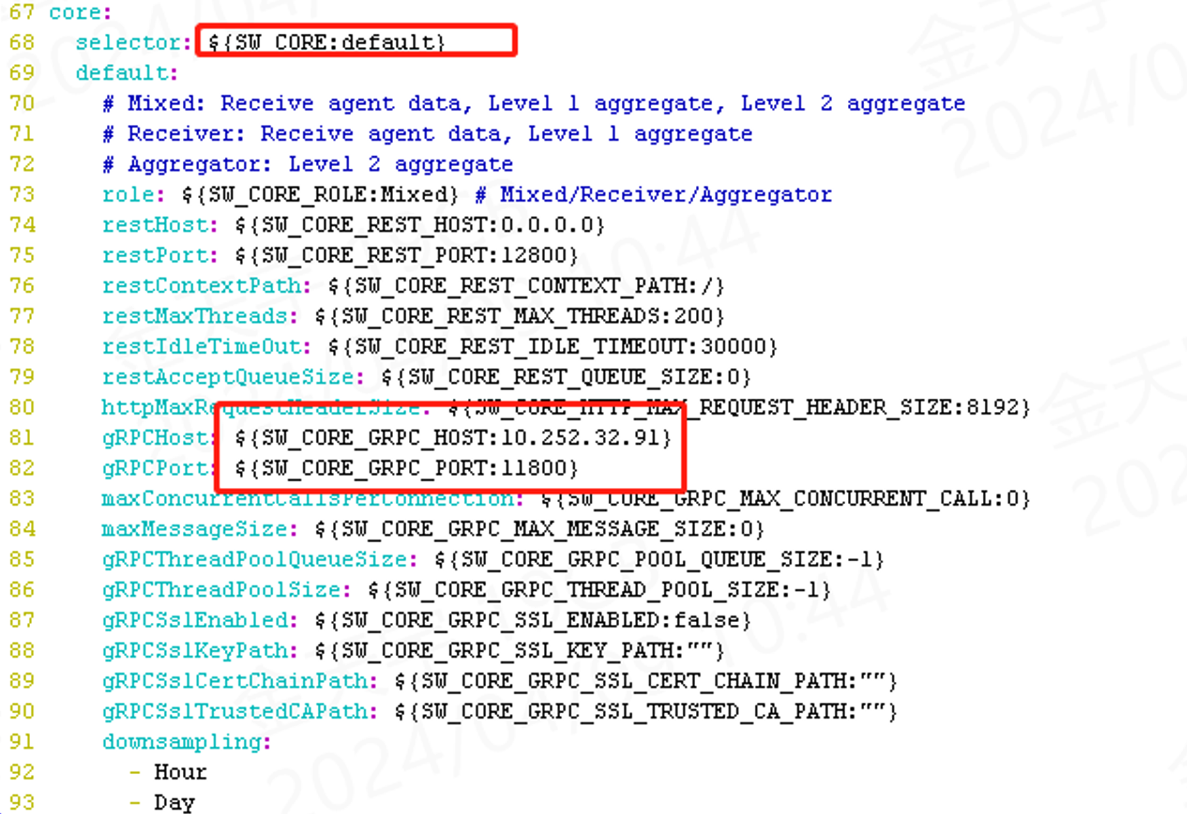 67 core:
68   selector: ${SW_CORE:default}
69   default:
70     # Mixed: Receive agent data, Level 1 aggregate, Level 2 aggregate
71     # Receiver: Receive agent data, Level 1 aggregate
72     # Aggregator: Level 2 aggregate
73     role: ${SW_CORE_ROLE:Mixed} # Mixed/Receiver/Aggregator
74     restHost: ${SW_CORE_REST_HOST:0.0.0.0}
75     restPort: ${SW_CORE_REST_PORT:12800}
76     restContextPath: ${SW_CORE_REST_CONTEXT_PATH:/}
77     restMaxThreads: ${SW_CORE_REST_MAX_THREADS:200}
78     restIdleTimeOut: ${SW_CORE_REST_IDLE_TIMEOUT:30000}
79     restAcceptQueueSize: ${SW_CORE_REST_QUEUE_SIZE:0}
80     httpMaxRequestHeaderSize: ${SW_CORE_HTTP_MAX_REQUEST_HEADER_SIZE:8192}
81     gRPCHost: ${SW_CORE_GRPC_HOST:10.252.32.91}
82     gRPCPort: ${SW_CORE_GRPC_PORT:11800}
83     maxConcurrentCallsPerConnection: ${SW_CORE_GRPC_MAX_CONCURRENT_CALL:0}
84     maxMessageSize: ${SW_CORE_GRPC_MAX_MESSAGE_SIZE:0}
85     gRPCThreadPoolQueueSize: ${SW_CORE_GRPC_POOL_QUEUE_SIZE:-1}
86     gRPCThreadPoolSize: ${SW_CORE_GRPC_THREAD_POOL_SIZE:-1}
87     gRPCSslEnabled: ${SW_CORE_GRPC_SSL_ENABLED:false}
88     gRPCSslKeyPath: ${SW_CORE_GRPC_SSL_KEY_PATH:""}
89     gRPCSslCertChainPath: ${SW_CORE_GRPC_SSL_CERT_CHAIN_PATH:""}
90     gRPCSslTrustedCAPath: ${SW_CORE_GRPC_SSL_TRUSTED_CA_PATH:""}
91     downsampling:
92       - Hour
93       - Day